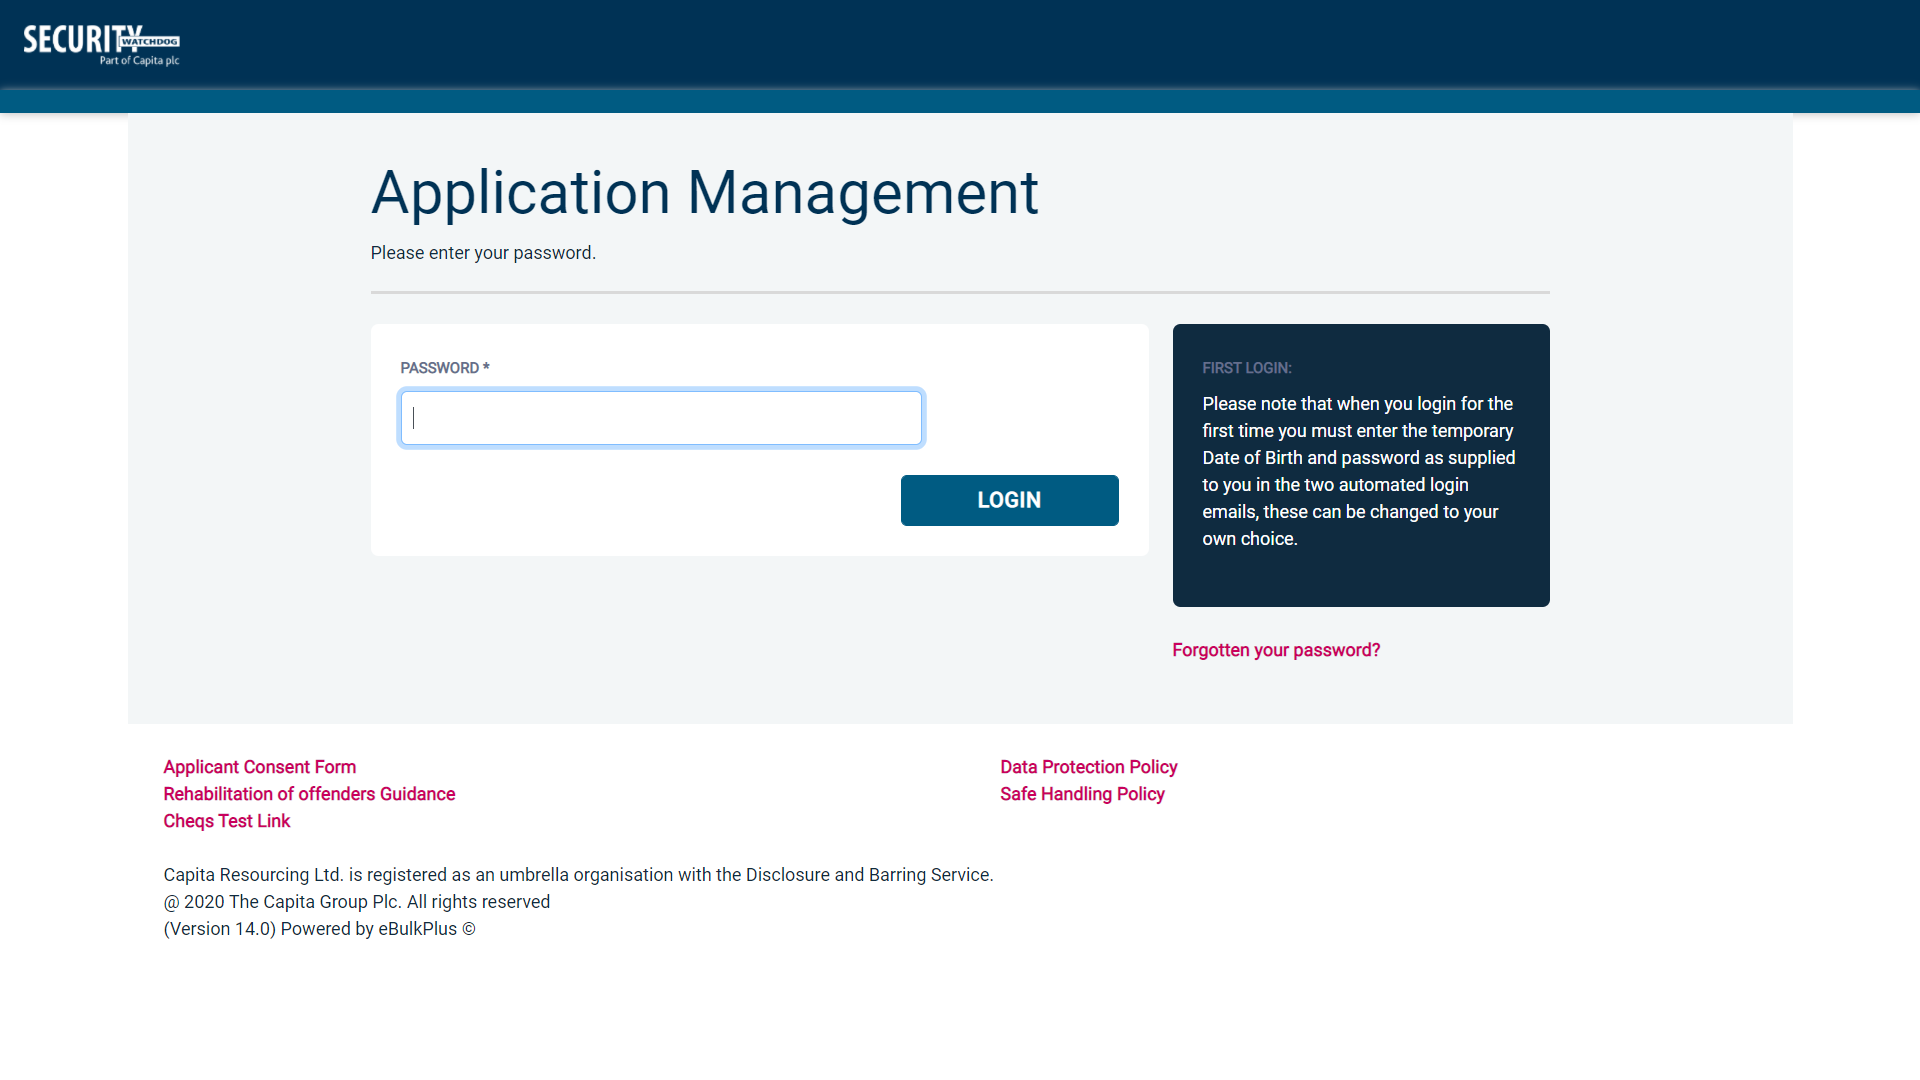 SECURITY
WATCHDOG
Part of Capita plc
Application Management
Please enter your password.
PASSWORD *
LOGIN
FIRST LOGIN:
Please note that when you login for the
first time you must enter the temporary
Date of Birth and password as supplied
to you in the two automated login
emails, these can be changed to your
own choice.
Forgotten your password?
Applicant Consent Form
Rehabilitation of offenders Guidance
Cheqs Test Link
Data Protection Policy
Safe Handling Policy
Capita Resourcing Ltd. is registered as an umbrella organisation with the Disclosure and Barring Service.
@ 2020 The Capita Group Plc. All rights reserved
(Version 14.0) Powered by eBulkPlus ©